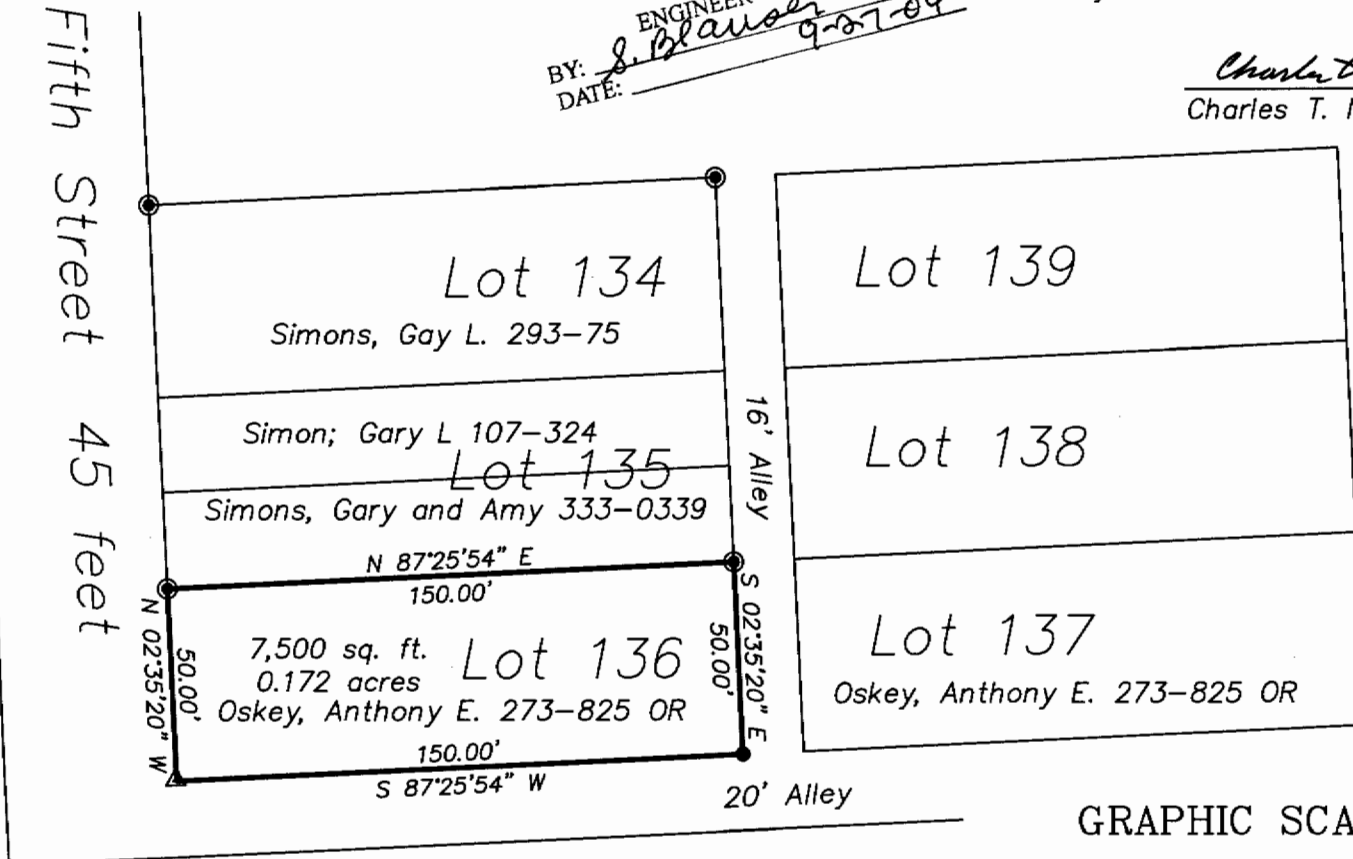 ENGINEER
BY: S. Blauser
DATE: 9-27-04
Charles T.
Charles T.
Fifth Street 45 feet
Lot 134
Simons, Gay L. 293-75
Simon; Gary L 107-324
Lot 135
Simons, Gary and Amy 333-0339
N 87°25'54" E
150.00'
N 02°35'20" W
50.00'
7,500 sq. ft.
0.172 acres
Lot 136
Oskey, Anthony E. 273-825 OR
50.00'
S 02°35'20" E
150.00'
S 87°25'54" W
16' Alley
20' Alley
Lot 139
Lot 138
Lot 137
Oskey, Anthony E. 273-825 OR
GRAPHIC SCA